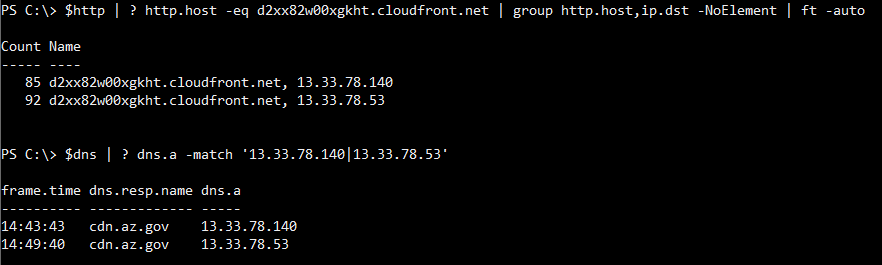 PS C:\> $http | ? http.host -eq d2xx82w00xgkht.cloudfront.net | group http.host,ip.dst -NoElement | ft -auto
Count Name
----- ----
85 d2xx82w00xgkht.cloudfront.net, 13.33.78.140
92 d2xx82w00xgkht.cloudfront.net, 13.33.78.53
PS C:\> $dns | ? dns.a -match '13.33.78.140|13.33.78.53'
frame.time dns.resp.name dns.a
---------- ------------- -----
14:43:43 cdn.az.gov 13.33.78.140
14:49:40 cdn.az.gov 13.33.78.53